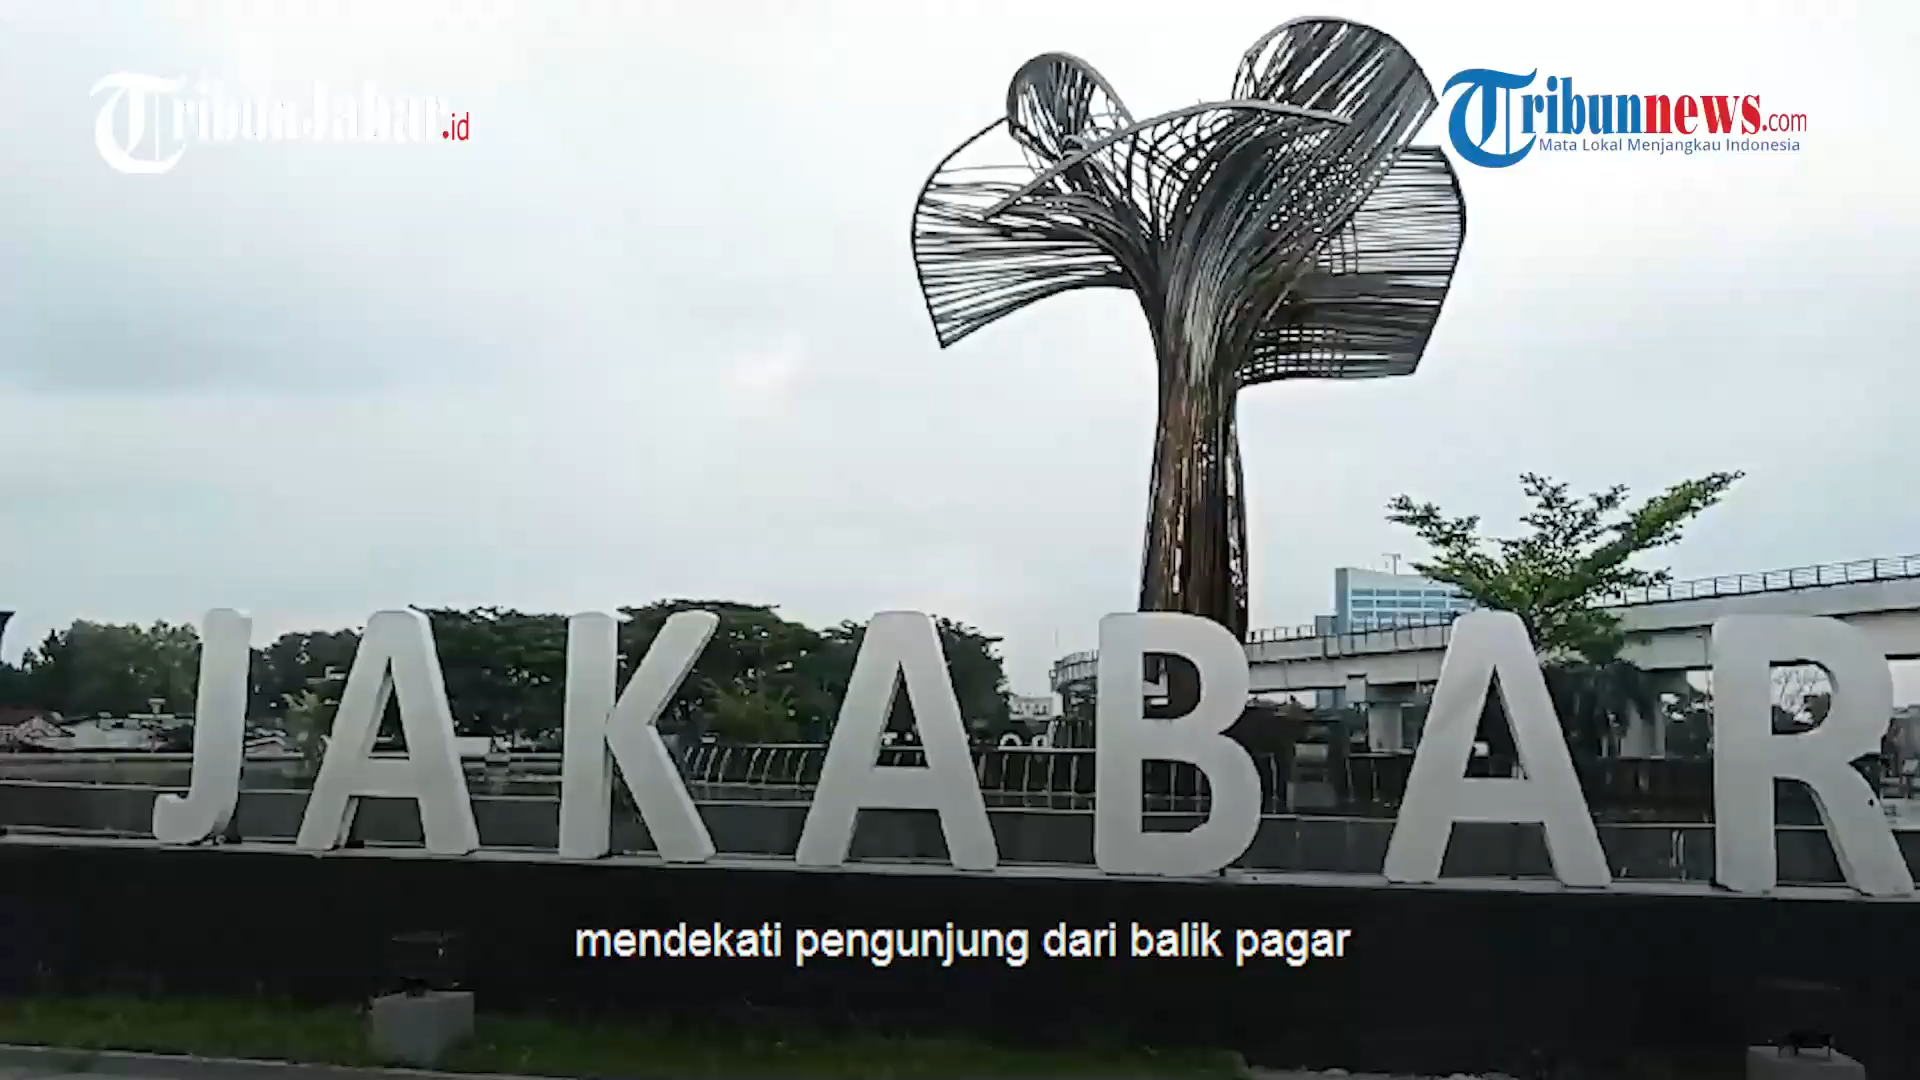 TribunJabar.id
Tribunnews.com
Mata Lokal Menjangkau Indonesia
JAKABAR
mendekati pengunjung dari balik pagar